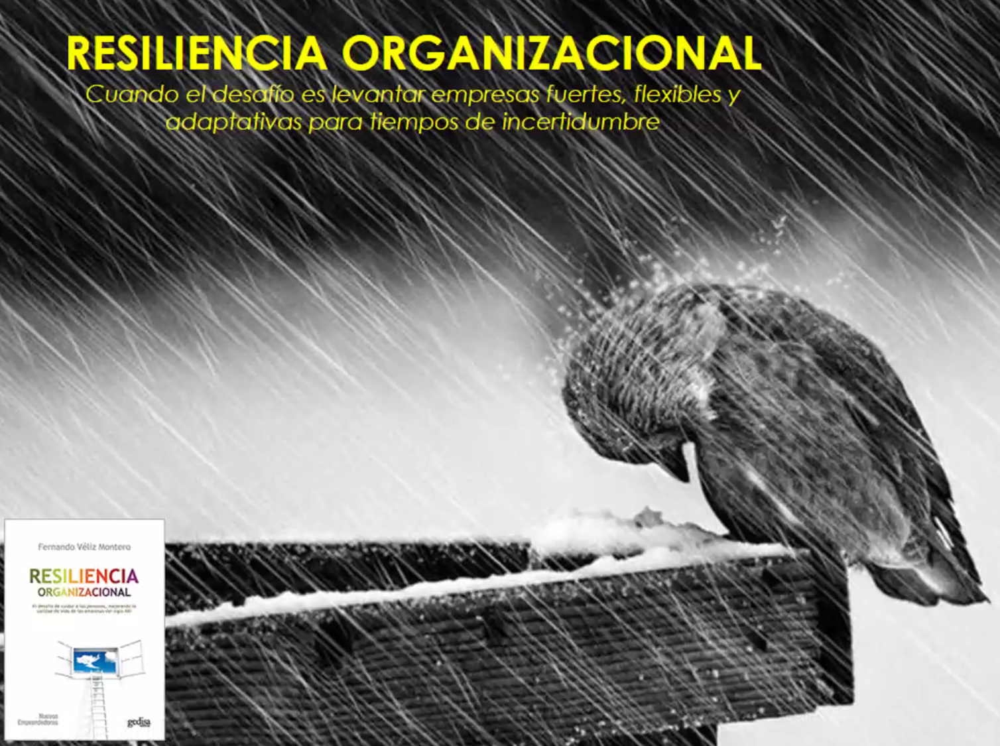 RESILIENCIA ORGANIZACIONAL
Cuando el desafío es levantar empresas fuertes, flexibles y
adaptativas para tiempos de incertidumbre
Fernando Véliz Montero
RESILIENCIA
ORGANIZACIONAL
El desafío de cuidar a las personas, mejorando la
calidad de vida de las empresas del siglo XXI
Nuevos
Emprendedores
gedisa